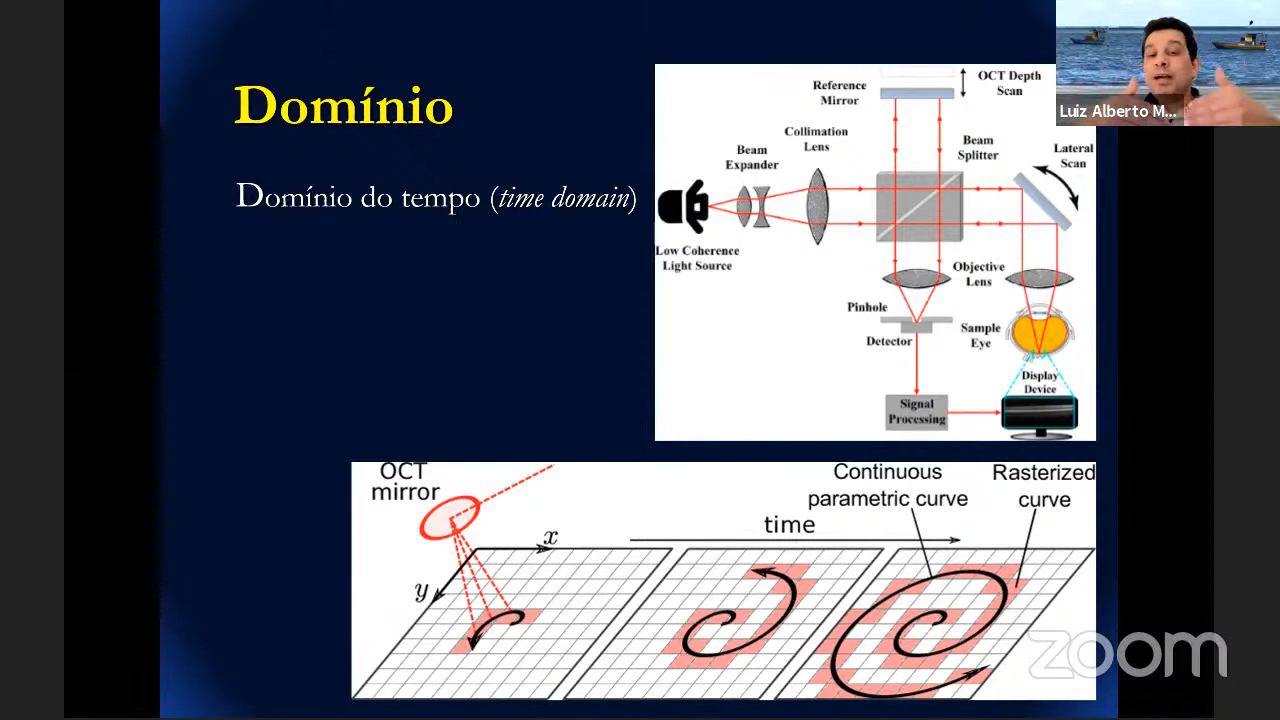 Domínio
Domínio do tempo (time domain)
Reference
Mirror
OCT Depth
Scan
Collimation
Lens
Beam
Expander
Beam
Splitter
Lateral
Scan
Low Coherence
Light Source
Objective
Lens
Pinhole
Detector
Sample
Eye
Display
Device
Signal
Processing
Luiz Alberto M...
OCT
mirror
x
y
time
Continuous
parametric curve
Rasterized
curve
zoom